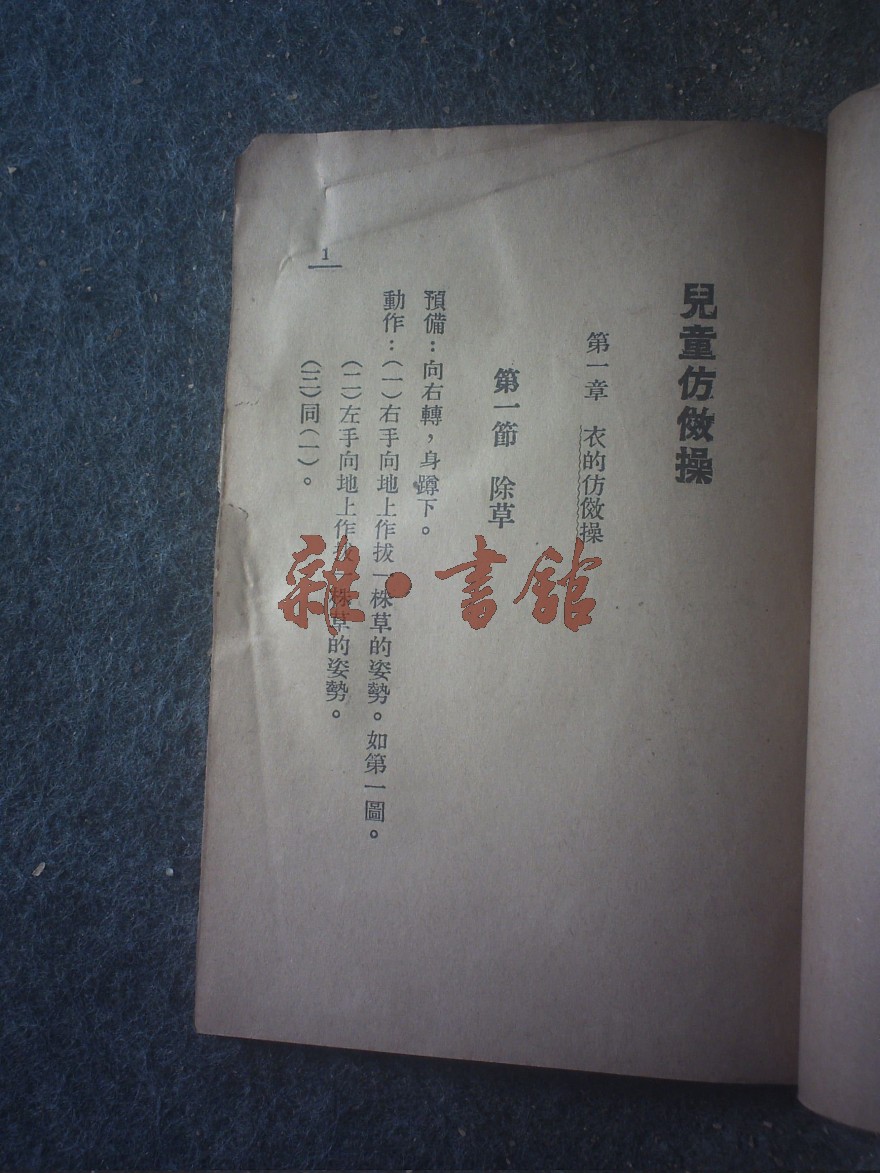 兒童仿傚操
第一章　衣的仿傚操
第一節　除草
預備：向右轉，身蹲下。
動作：(一)右手向地上作拔一株草的姿勢。如第一圖。
(二)左手向地上作拔一株草的姿勢。
(三)同(一)。
1
雜·書館